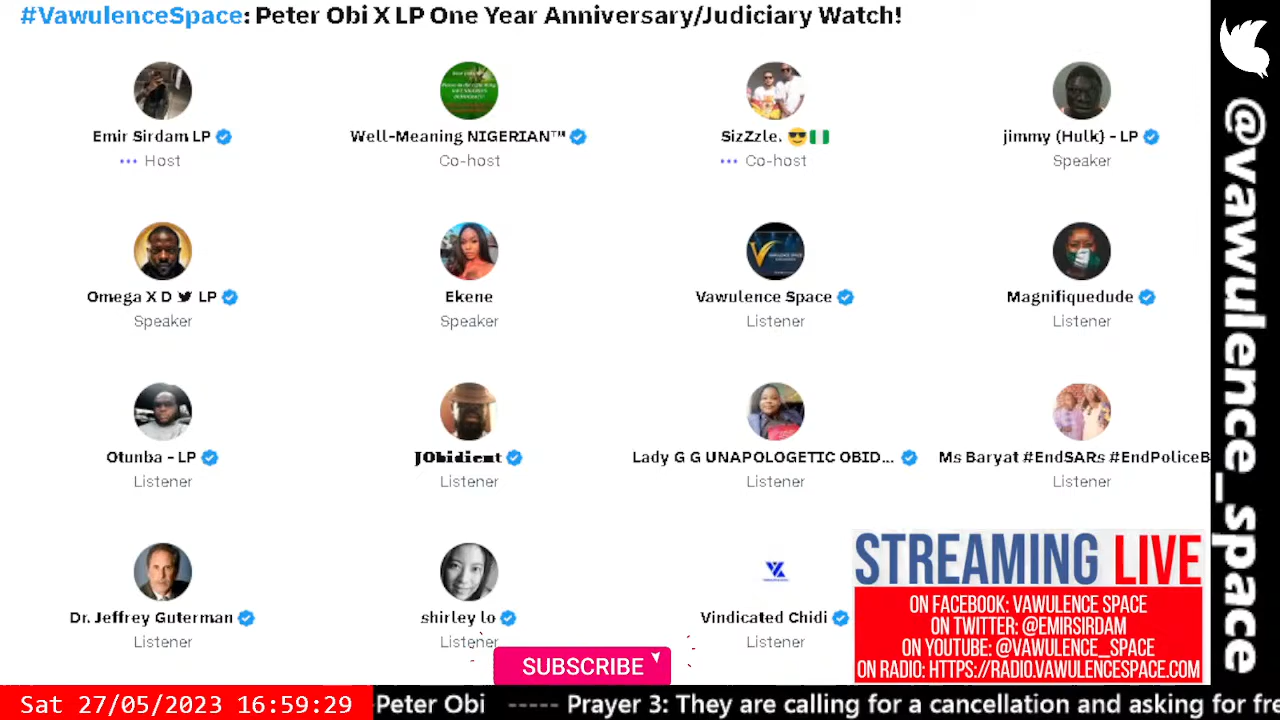 #VawulenceSpace: Peter Obi X LP One Year Anniversary/Judiciary Watch!
Emir Sirdam LP
Host
Well-Meaning NIGERIAN™
Co-host
SizZzle. 😎🇳🇬
Co-host
jimmy (Hulk) - LP
Speaker
Omega X D LP
Speaker
Ekene
Speaker
Vawulence Space
Listener
Magnifiquedude
Listener
Otunba - LP
Listener
JObidient
Listener
Lady G G UNAPOLOGETIC OBID...
Listener
Ms Baryat #EndSARs #EndPoliceB
Listener
Dr. Jeffrey Guterman
Listener
shirley lo
Listener
Vindicated Chidi
Listener
STREAMING LIVE
ON FACEBOOK: VAWULENCE SPACE
ON TWITTER: @EMIRSIRDAM
ON YOUTUBE: @VAWULENCE_SPACE
ON RADIO: HTTPS://RADIO.VAWULENCESPACE.COM
SUBSCRIBE
@vawulence_space
Sat 27/05/2023 16:59:29
Peter Obi ----- Prayer 3: They are calling for a cancellation and asking for fre